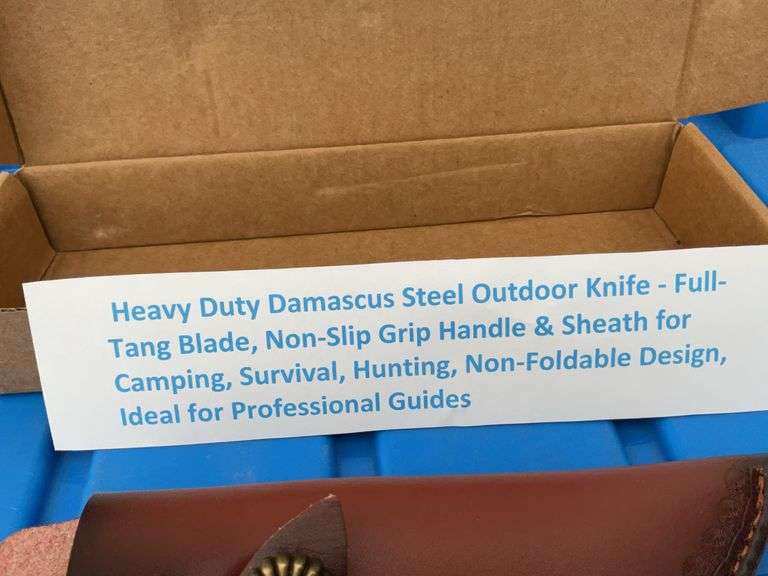 Heavy Duty Damascus Steel Outdoor Knife - Full-
Tang Blade, Non-Slip Grip Handle & Sheath for
Camping, Survival, Hunting, Non-Foldable Design,
Ideal for Professional Guides